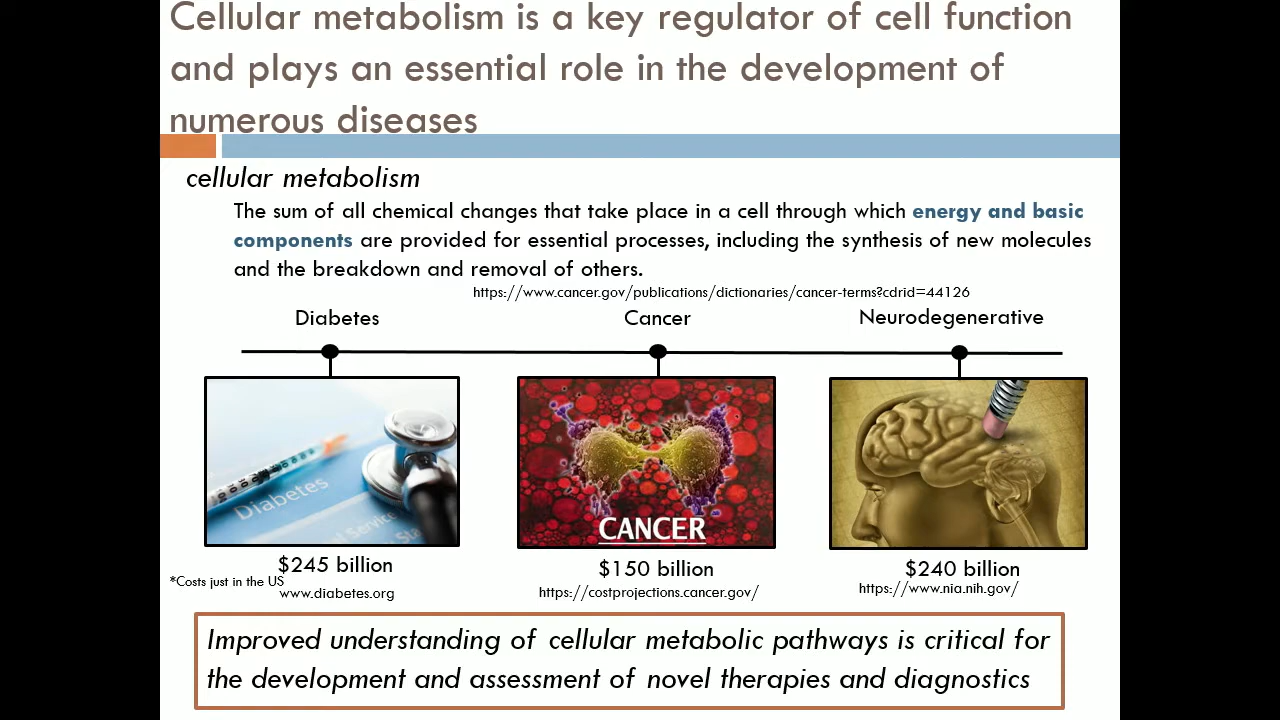 Cellular metabolism is a key regulator of cell function
and plays an essential role in the development of
numerous diseases
cellular metabolism
The sum of all chemical changes that take place in a cell through which energy and basic
components are provided for essential processes, including the synthesis of new molecules
and the breakdown and removal of others.
https://www.cancer.gov/publications/dictionaries/cancer-terms?cdrid=44126
Diabetes
Cancer
Neurodegenerative
Diabetes
CANCER
$245 billion
$150 billion
$240 billion
*Costs just in the US
www.diabetes.org
https://costprojections.cancer.gov/
https://www.nia.nih.gov/
Improved understanding of cellular metabolic pathways is critical for
the development and assessment of novel therapies and diagnostics